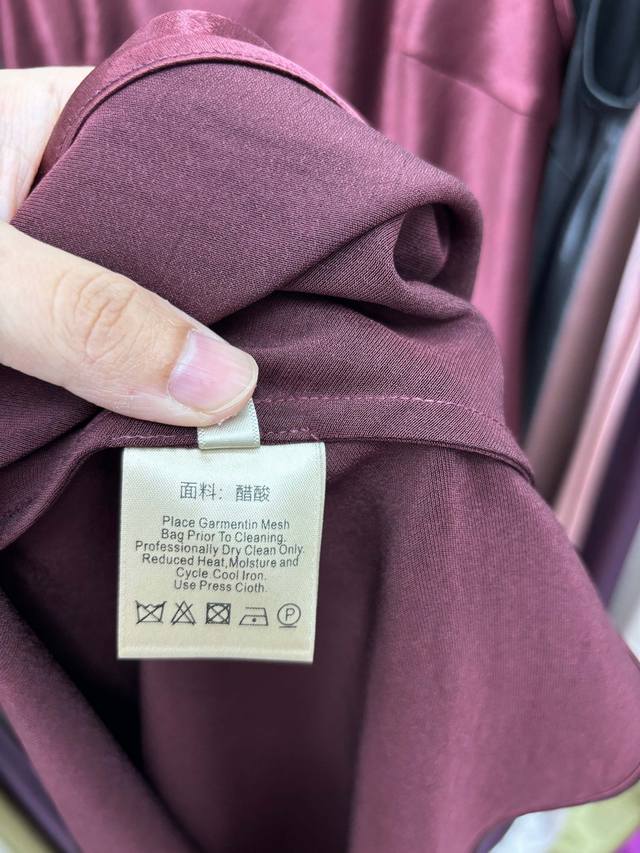 面料：醋酸
Place Garmentin Mesh
Bag Prior To Cleaning.
Professionally Dry Clean Only.
Reduced Heat,Molsture and
Cycle.Cool Iron.
Use Press Cloth.
P